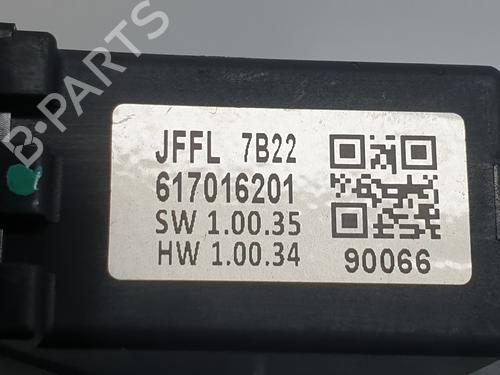 JFFL 7B22
617016201
SW 1.00.35
HW 1.00.34
90066
B-PARTS